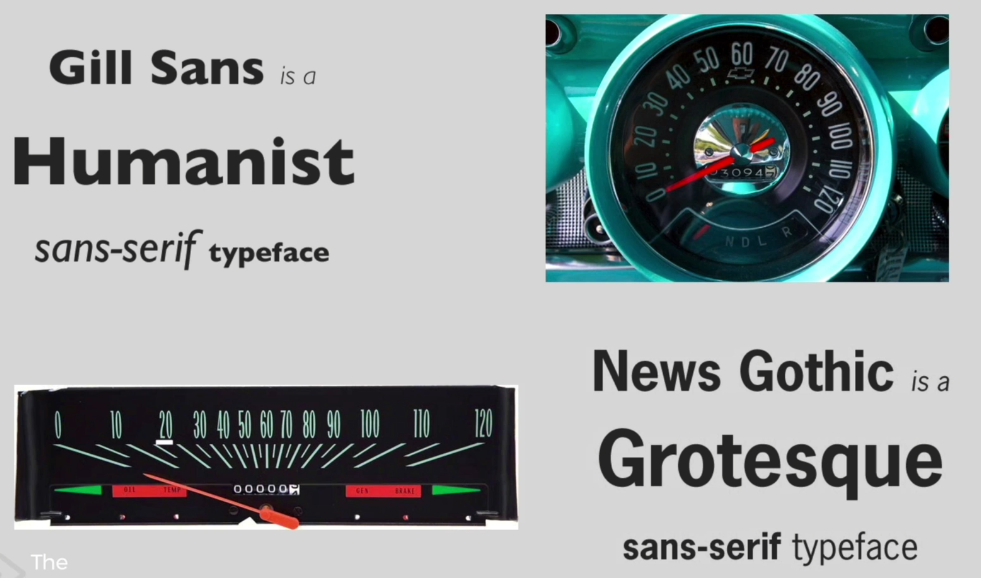 Gill Sans is a
Humanist
sans-serif typeface
0 10 20 30 40 50 60 70 80 90 100 110 120
N D L R
0 10 20 30 40 50 60 70 80 90 100 110 120
OIL TEMP
GEN BRAKE
News Gothic is a
Grotesque
sans-serif typeface
The